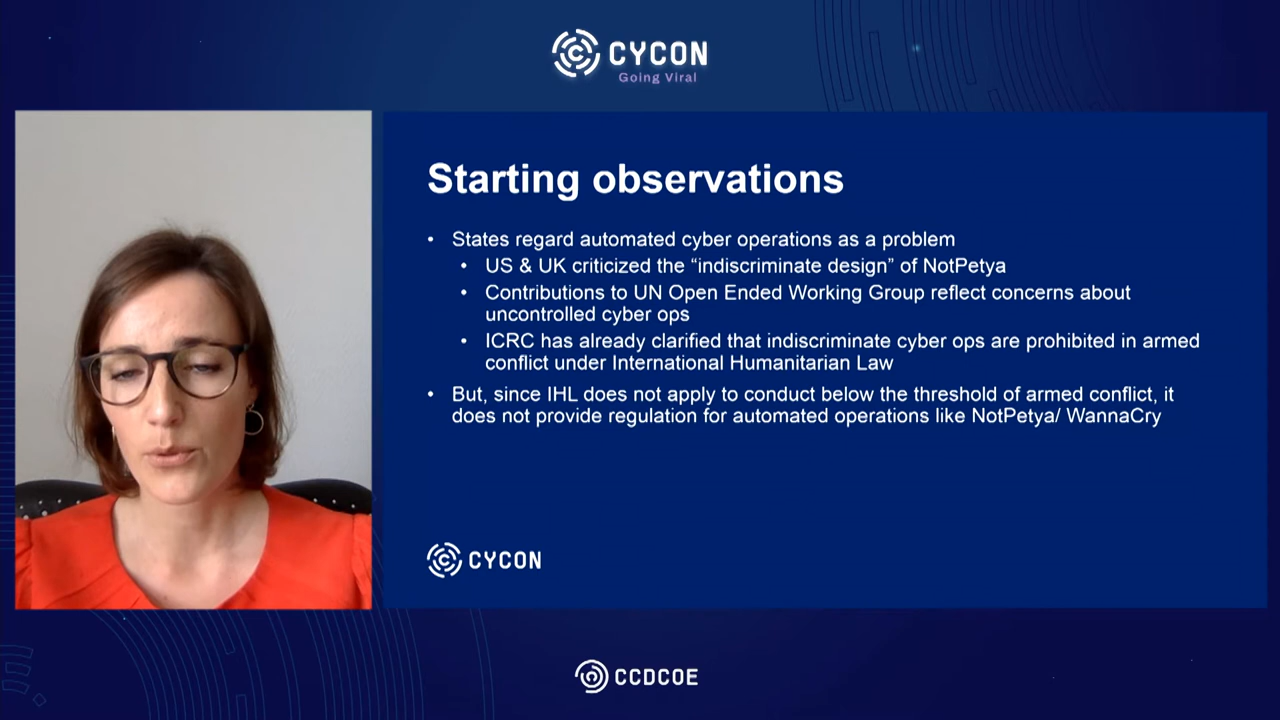 CYCON
Going Viral
Starting observations
• States regard automated cyber operations as a problem
• US & UK criticized the “indiscriminate design” of NotPetya
• Contributions to UN Open Ended Working Group reflect concerns about
uncontrolled cyber ops
• ICRC has already clarified that indiscriminate cyber ops are prohibited in armed
conflict under International Humanitarian Law
• But, since IHL does not apply to conduct below the threshold of armed conflict, it
does not provide regulation for automated operations like NotPetya/ WannaCry
CYCON
CCDCOE